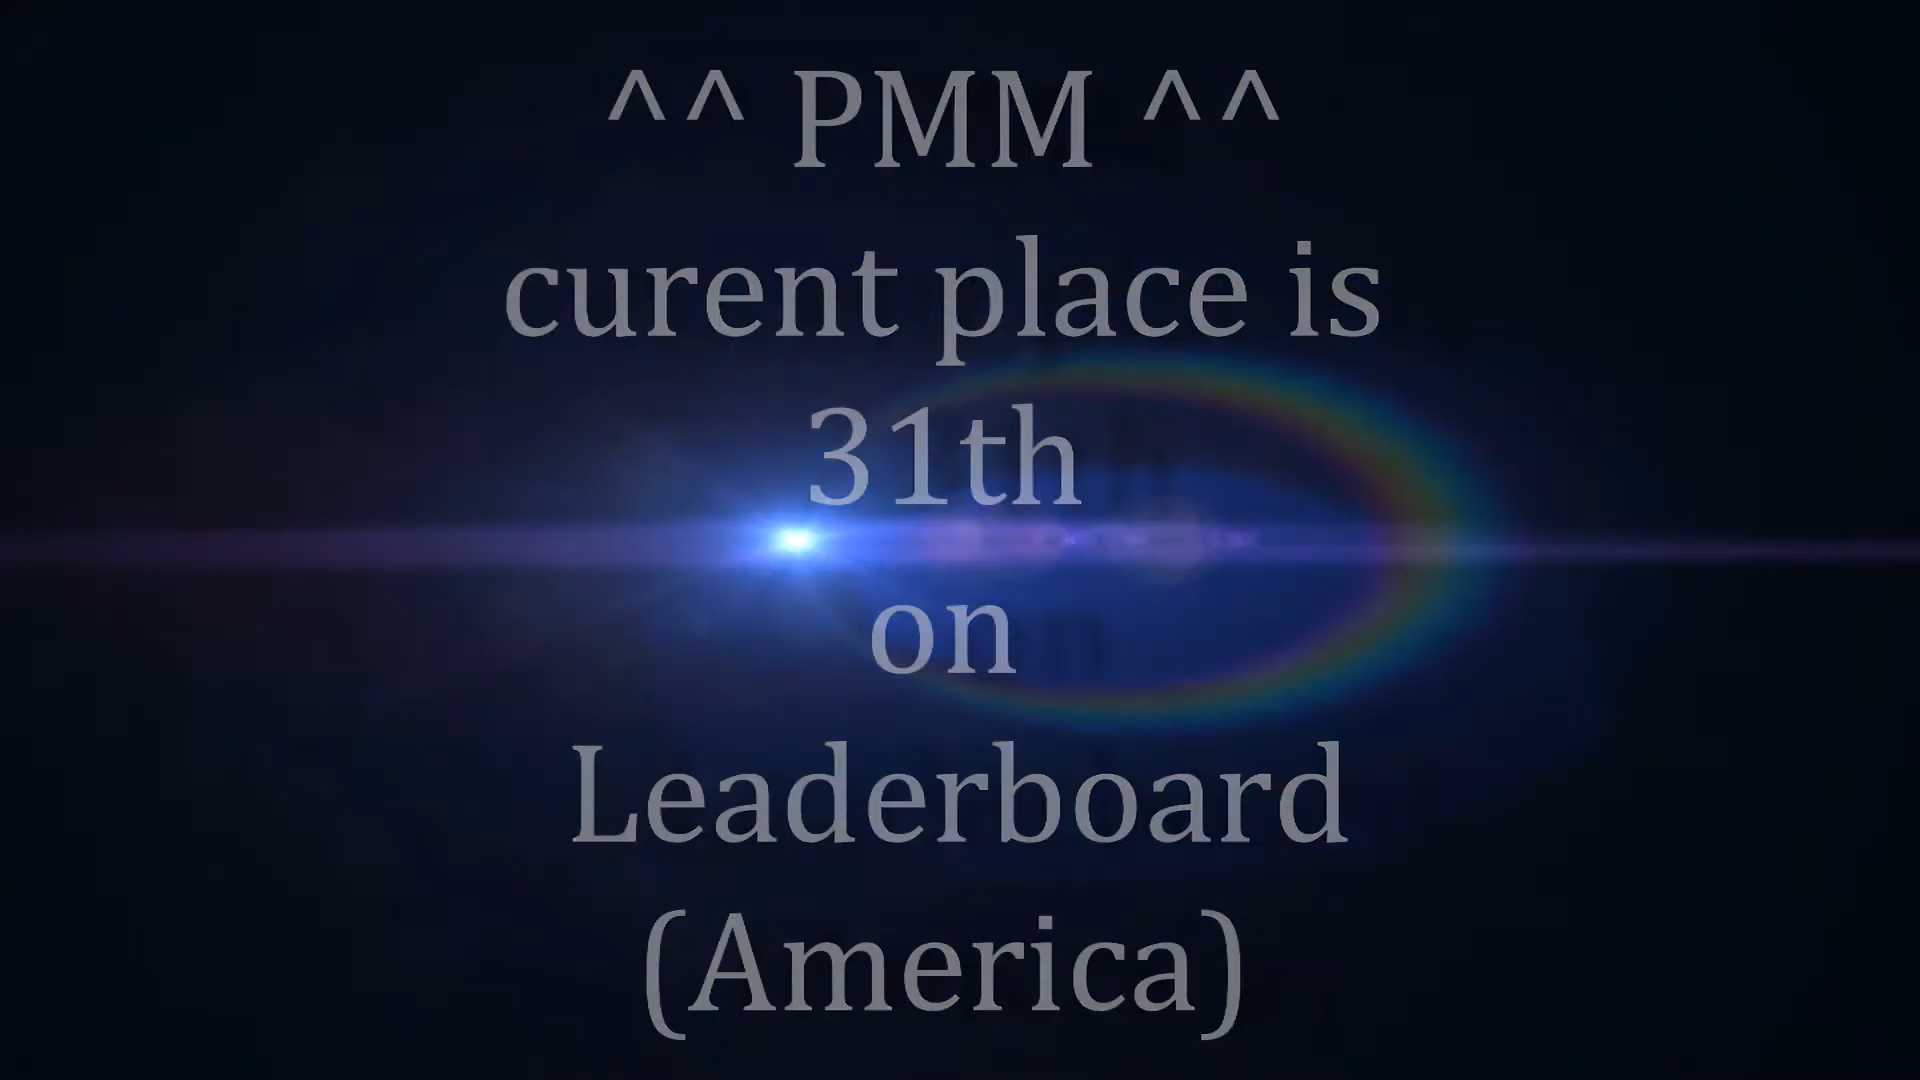 ^^ PMM ^^
curent place is
31th
on
Leaderboard
(America)